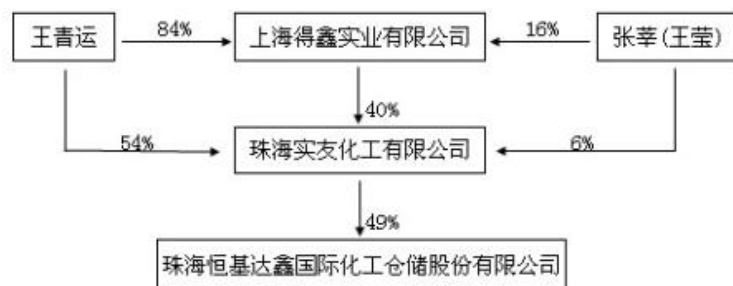 王青运
84%
上海得鑫实业有限公司
16%
张莘(王莹)
40%
54%
珠海实友化工有限公司
6%
49%
珠海恒基达鑫国际化工仓储股份有限公司